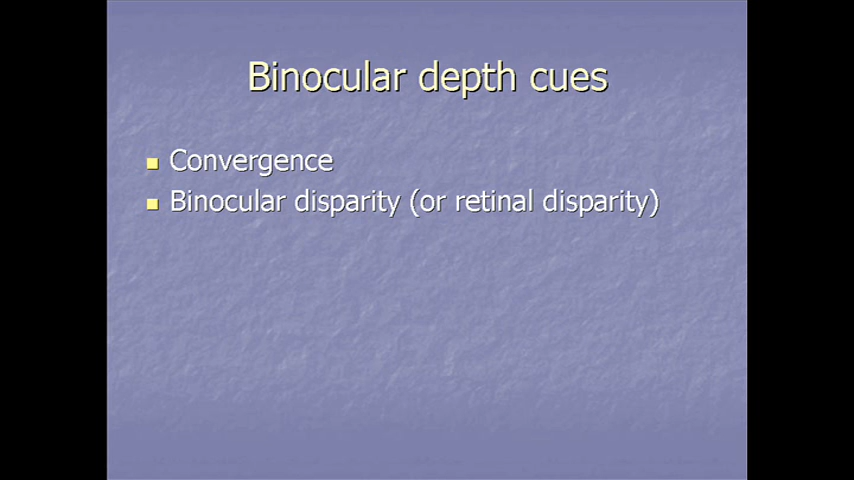 Binocular depth cues
Convergence
Binocular disparity (or retinal disparity)